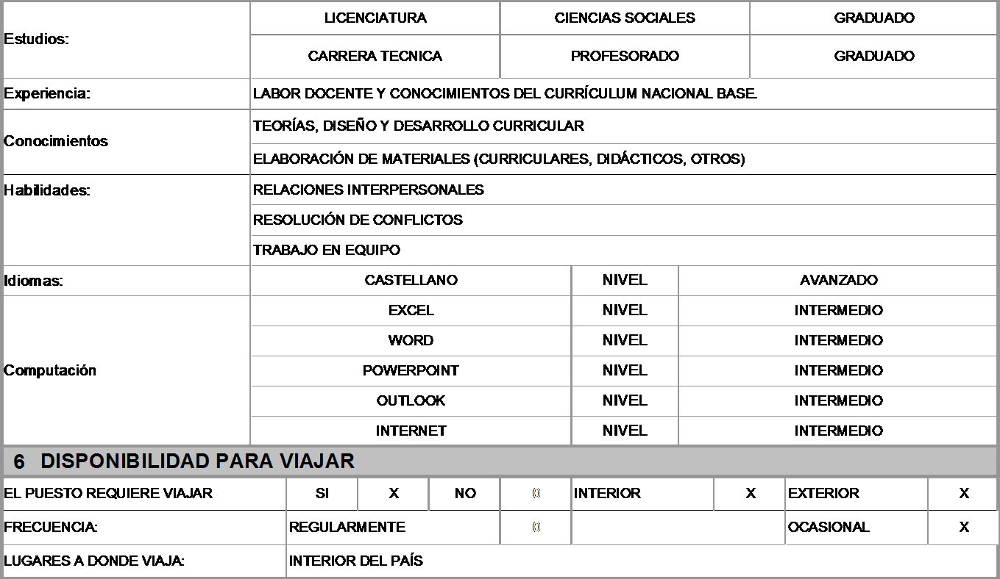 Estudios:
LICENCIATURA CIENCIAS SOCIALES GRADUADO
CARRERA TECNICA PROFESORADO GRADUADO
Experiencia: LABOR DOCENTE Y CONOCIMIENTOS DEL CURRÍCULUM NACIONAL BASE.
Conocimientos
TEORÍAS, DISEÑO Y DESARROLLO CURRICULAR
ELABORACIÓN DE MATERIALES (CURRICULARES, DIDÁCTICOS, OTROS)
Habilidades: RELACIONES INTERPERSONALES
RESOLUCIÓN DE CONFLICTOS
TRABAJO EN EQUIPO
Idiomas: CASTELLANO NIVEL AVANZADO
Computación
EXCEL NIVEL INTERMEDIO
WORD NIVEL INTERMEDIO
POWERPOINT NIVEL INTERMEDIO
OUTLOOK NIVEL INTERMEDIO
INTERNET NIVEL INTERMEDIO
6 DISPONIBILIDAD PARA VIAJAR
EL PUESTO REQUIERE VIAJAR SI X NO 0 INTERIOR X EXTERIOR X
FRECUENCIA: REGULARMENTE 0 OCASIONAL X
LUGARES A DONDE VIAJA: INTERIOR DEL PAÍS